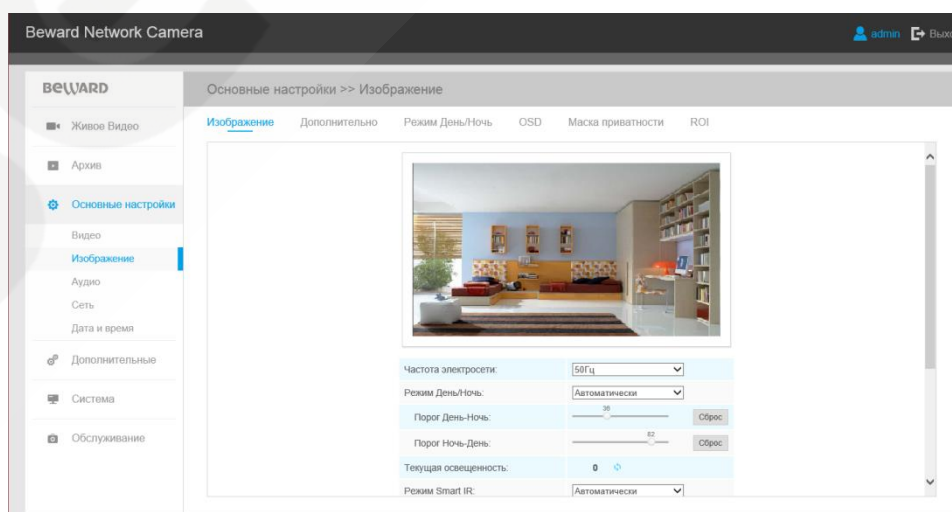 Beward Network Camera
admin Выхо
BEWARD
Основные настройки >> Изображение
Живое Видео
Архив
Основные настройки
Видео
Изображение
Аудио
Сеть
Дата и время
Дополнительные
Система
Обслуживание
Изображение Дополнительно Режим День/Ночь OSD Маска приватности ROI
Частота электросети: 50Гц
Режим День/Ночь: Автоматически
Порог День-Ночь: 36 Сброс
Порог Ночь-День: 82 Сброс
Текущая освещенность: 0
Режим Smart IR: Автоматически